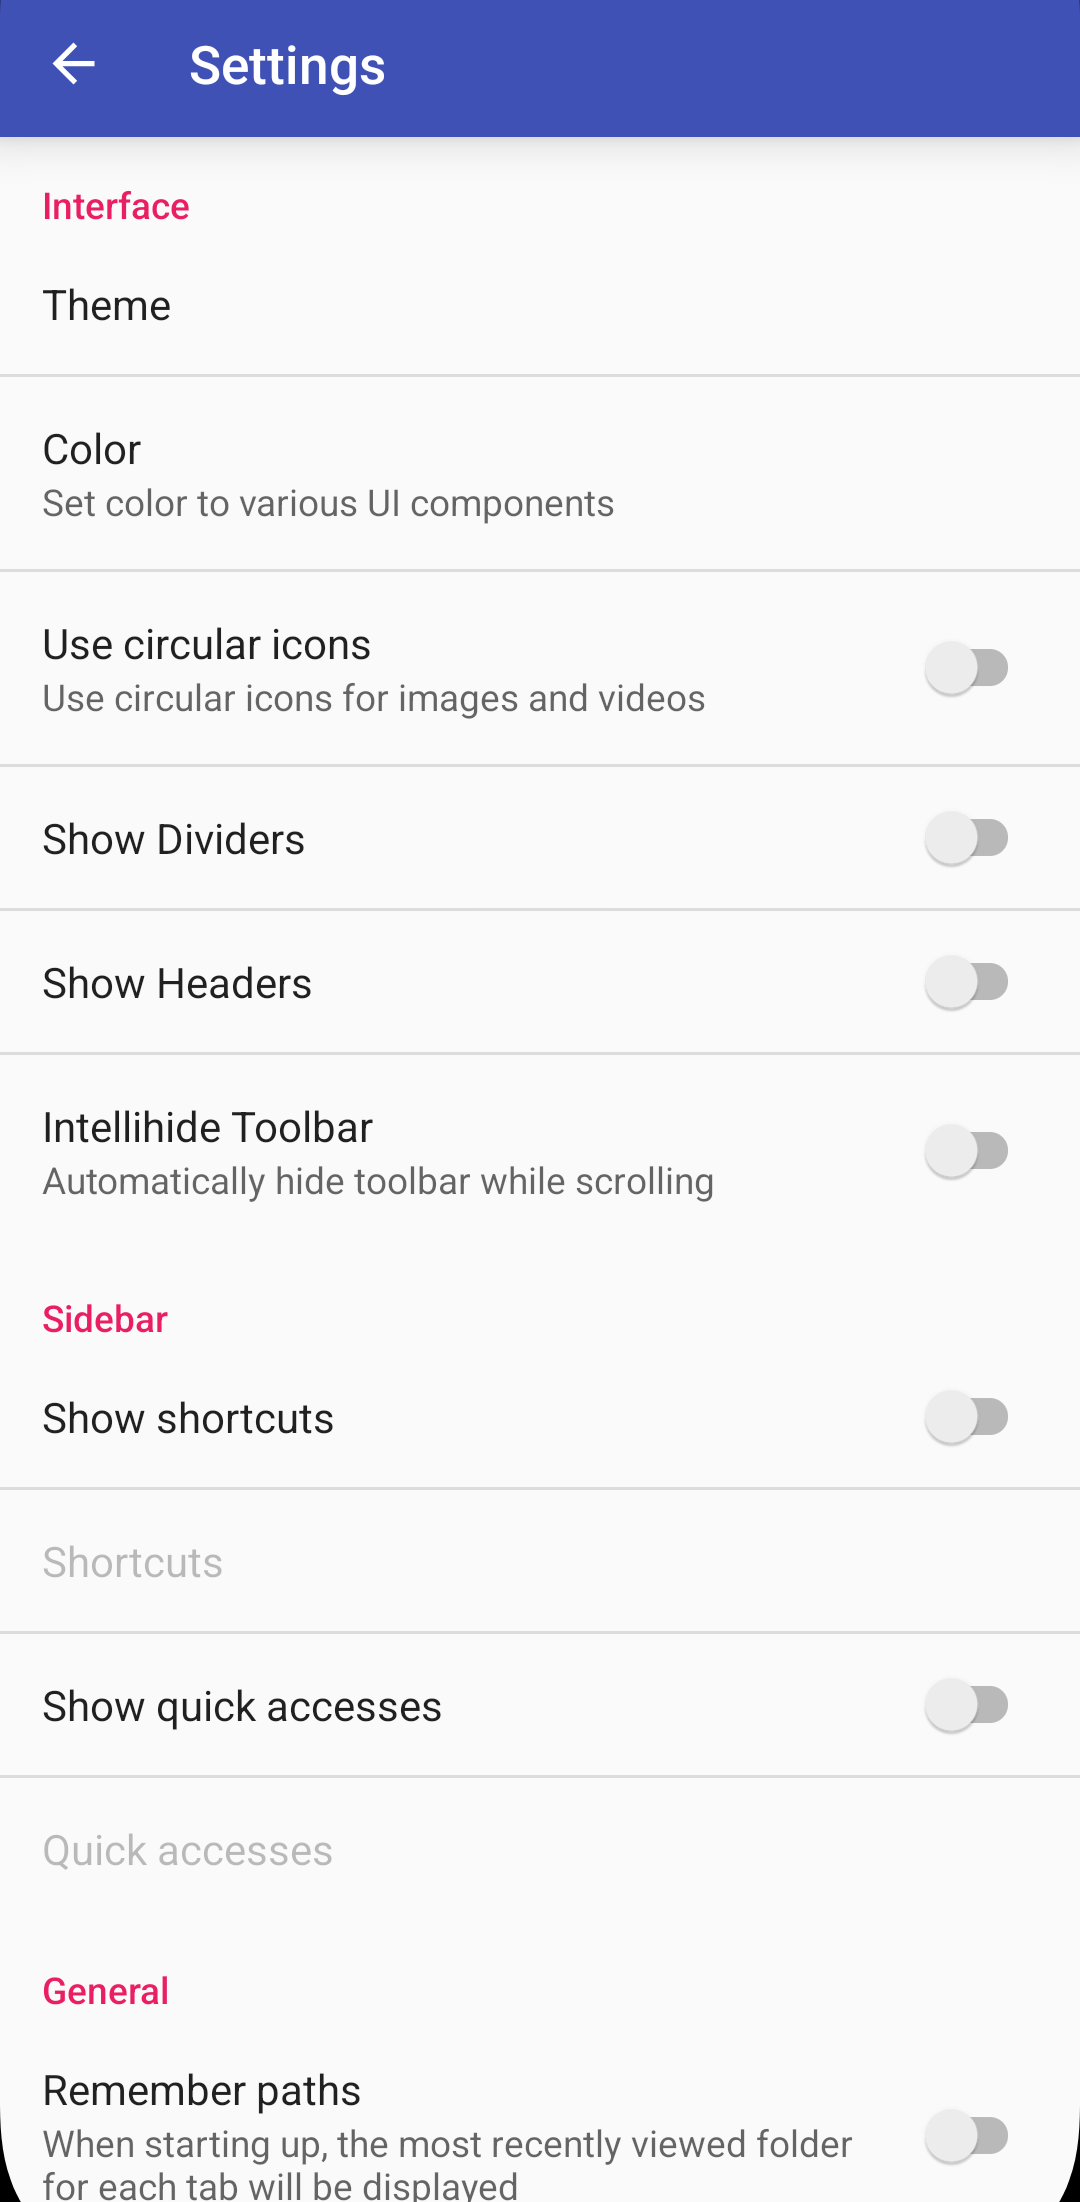 Settings
Interface
Theme
Color
Set color to various UI components
Use circular icons
Use circular icons for images and videos
Show Dividers
Show Headers
Intellihide Toolbar
Automatically hide toolbar while scrolling
Sidebar
Show shortcuts
Shortcuts
Show quick accesses
Quick accesses
General
Remember paths
When starting up, the most recently viewed folder
for each tab will be displayed